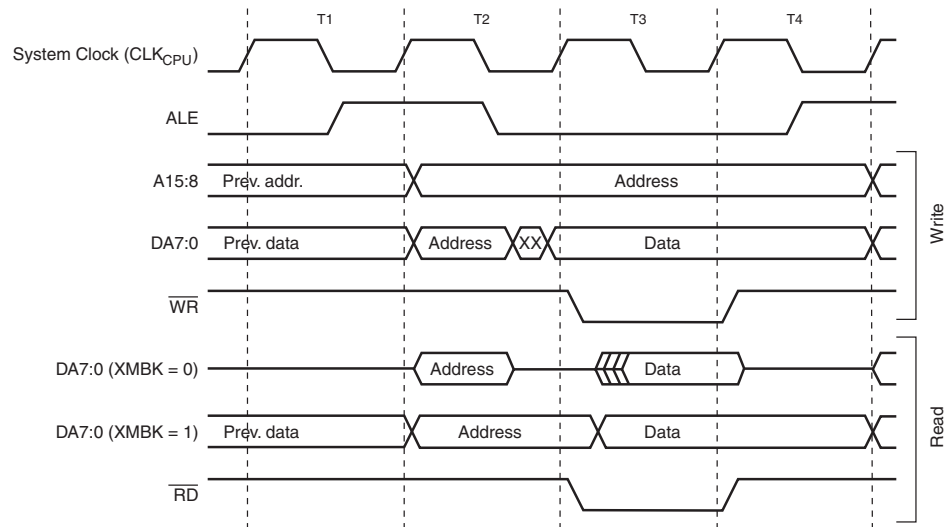 T1 T2 T3 T4
System Clock (CLKCPU)
ALE
A15:8 Prev. addr. Address
DA7:0 Prev. data Address XX Data
WR
Write
DA7:0 (XMBK = 0) Address Data
DA7:0 (XMBK = 1) Prev. data Address Data
RD
Read